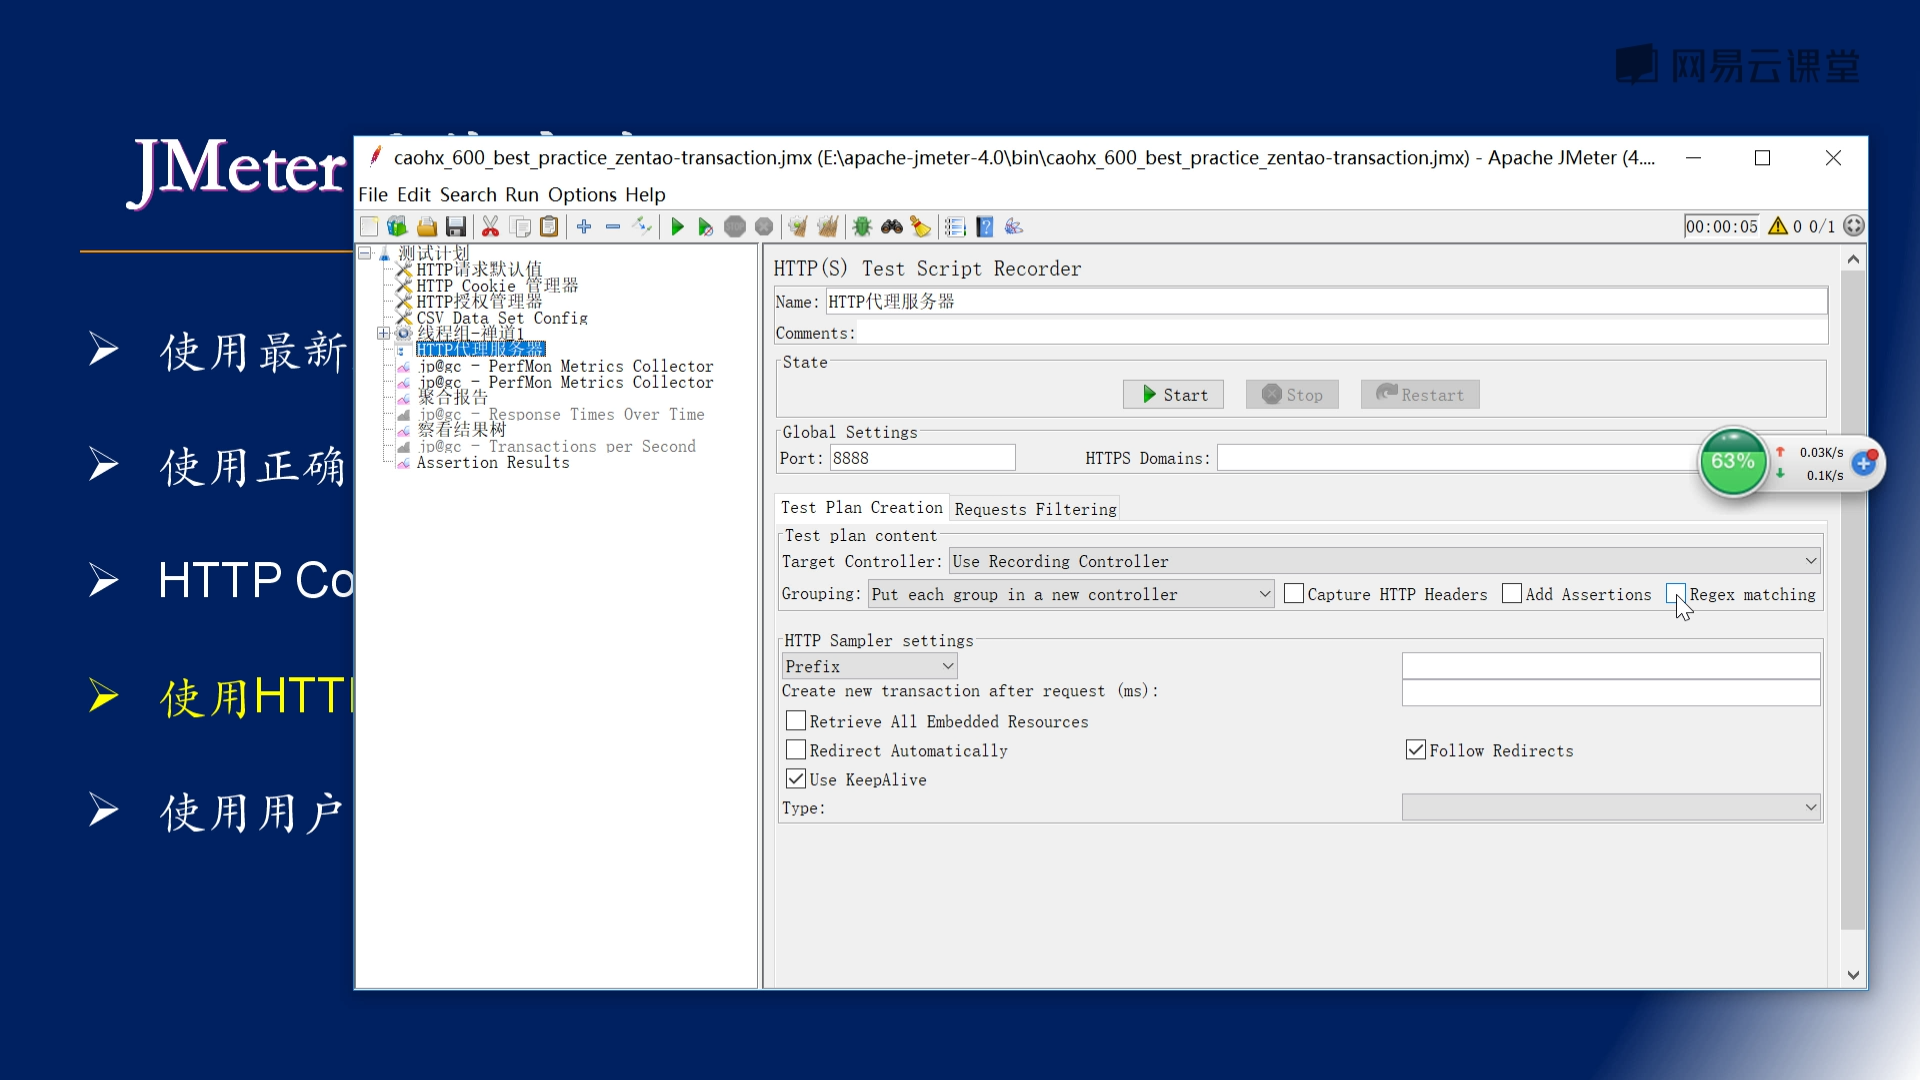 网易云课堂
JMeter
caohx_600_best_practice_zentao-transaction.jmx (E:\apache-jmeter-4.0\bin\caohx_600_best_practice_zentao-transaction.jmx) - Apache JMeter (4....
File Edit Search Run Options Help
00:00:05 0 0/1
测试计划
HTTP请求默认值
HTTP Cookie 管理器
HTTP授权管理器
CSV Data Set Config
线程组-禅道1
HTTP代理服务器
jp@gc - PerfMon Metrics Collector
jp@gc - PerfMon Metrics Collector
聚合报告
jp@gc - Response Times Over Time
察看结果树
jp@gc - Transactions per Second
Assertion Results
HTTP(S) Test Script Recorder
Name: HTTP代理服务器
Comments:
State
Start Stop Restart
Global Settings
Port: 8888 HTTPS Domains:
63% 0.03K/s
0.1K/s
Test Plan Creation Requests Filtering
Test plan content
Target Controller: Use Recording Controller
Grouping: Put each group in a new controller Capture HTTP Headers Add Assertions Regex matching
HTTP Sampler settings
Prefix
Create new transaction after request (ms):
Retrieve All Embedded Resources
Redirect Automatically Follow Redirects
Use KeepAlive
Type:
使用最新
使用正确
HTTP Co
使用HTT
使用用户